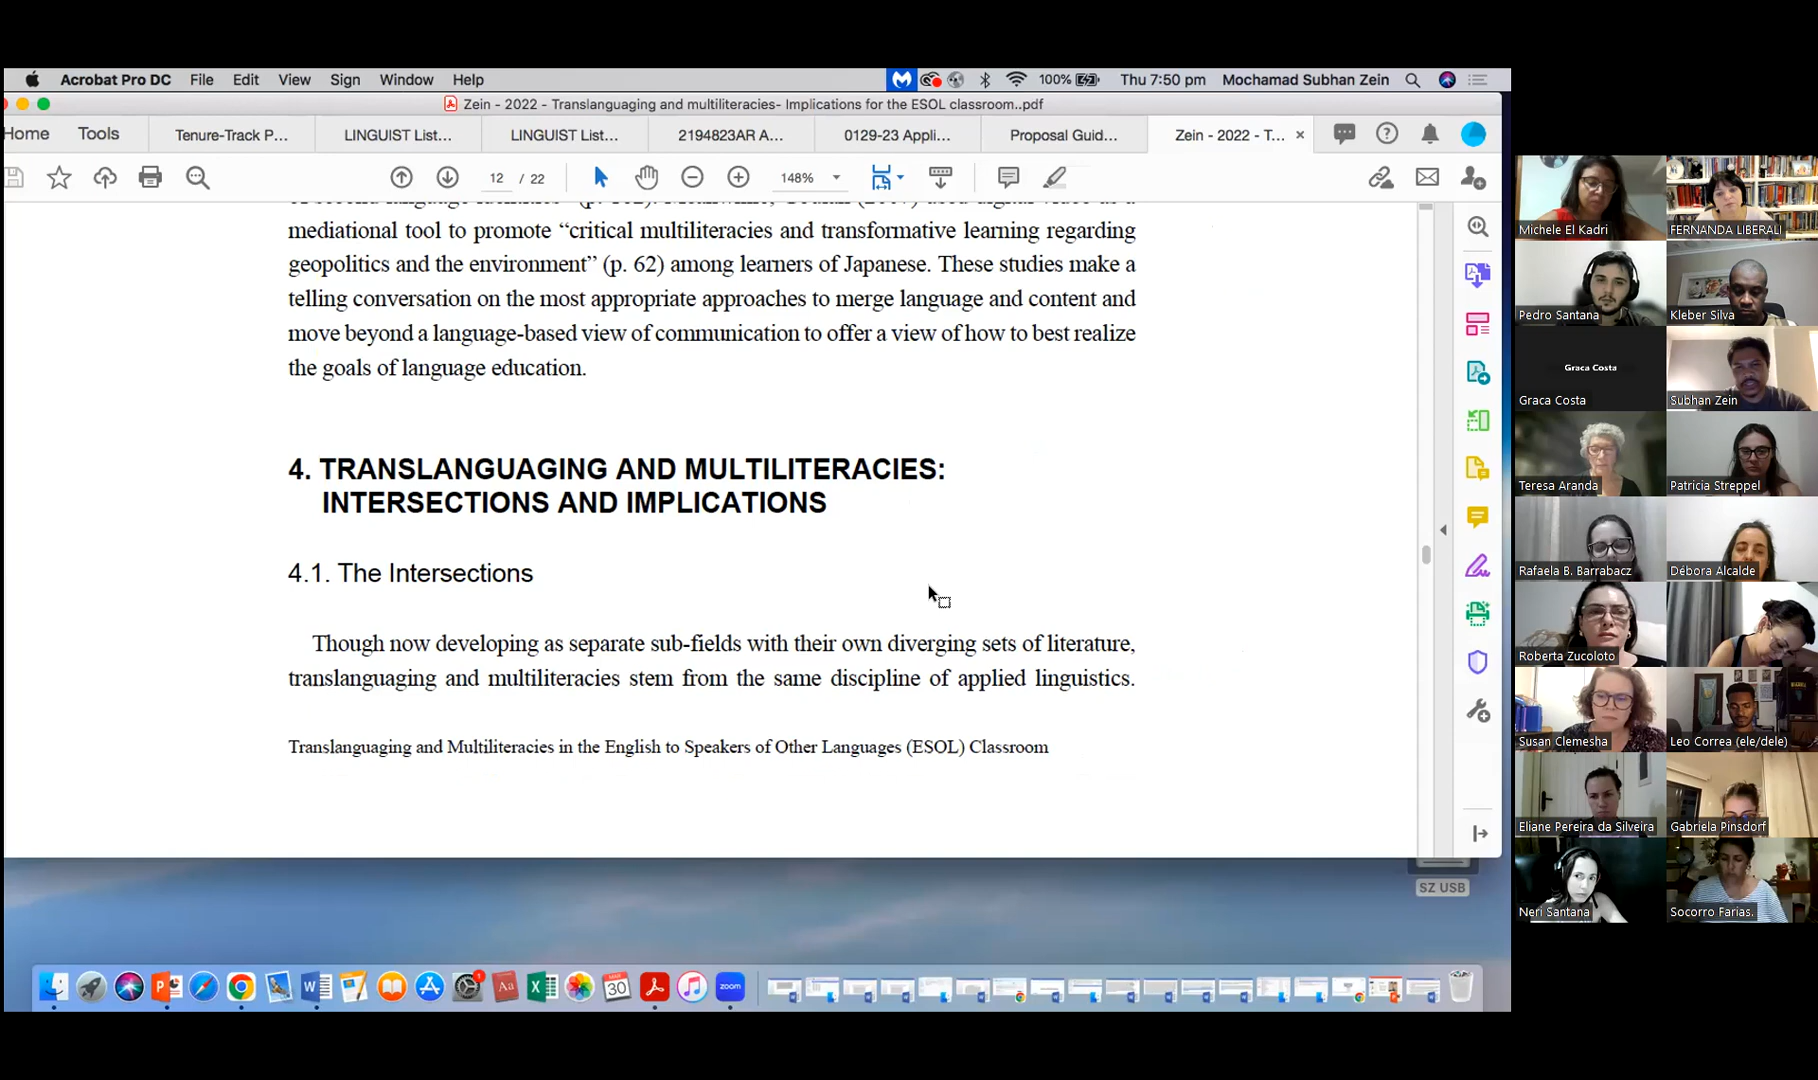 Acrobat Pro DC File Edit View Sign Window Help
100% Thu 7:50 pm Mochamad Subhan Zein
Zein - 2022 - Translanguaging and multiliteracies- Implications for the ESOL classroom..pdf
Home Tools Tenure-Track P... LINGUIST List... LINGUIST List... 2194823AR A... 0129-23 Appli... Proposal Guid... Zein - 2022 - T... ×
12 / 22 148%
mediational tool to promote “critical multiliteracies and transformative learning regarding
geopolitics and the environment” (p. 62) among learners of Japanese. These studies make a
telling conversation on the most appropriate approaches to merge language and content and
move beyond a language-based view of communication to offer a view of how to best realize
the goals of language education.
4. TRANSLANGUAGING AND MULTILITERACIES:
INTERSECTIONS AND IMPLICATIONS
4.1. The Intersections
Though now developing as separate sub-fields with their own diverging sets of literature,
translanguaging and multiliteracies stem from the same discipline of applied linguistics.
Translanguaging and Multiliteracies in the English to Speakers of Other Languages (ESOL) Classroom
SZ USB
MAR
30
zoom
Aa
1
Michele El Kadri
FERNANDA LIBERALI
Pedro Santana
Kleber Silva
Graca Costa
Graca Costa
Subhan Zein
Teresa Aranda
Patricia Streppel
Rafaela B. Barrabacz
Débora Alcalde
Roberta Zucoloto
Susan Clemesha
Leo Correa (ele/dele)
Eliane Pereira da Silveira
Gabriela Pinsdorf
Neri Santana
Socorro Farias.